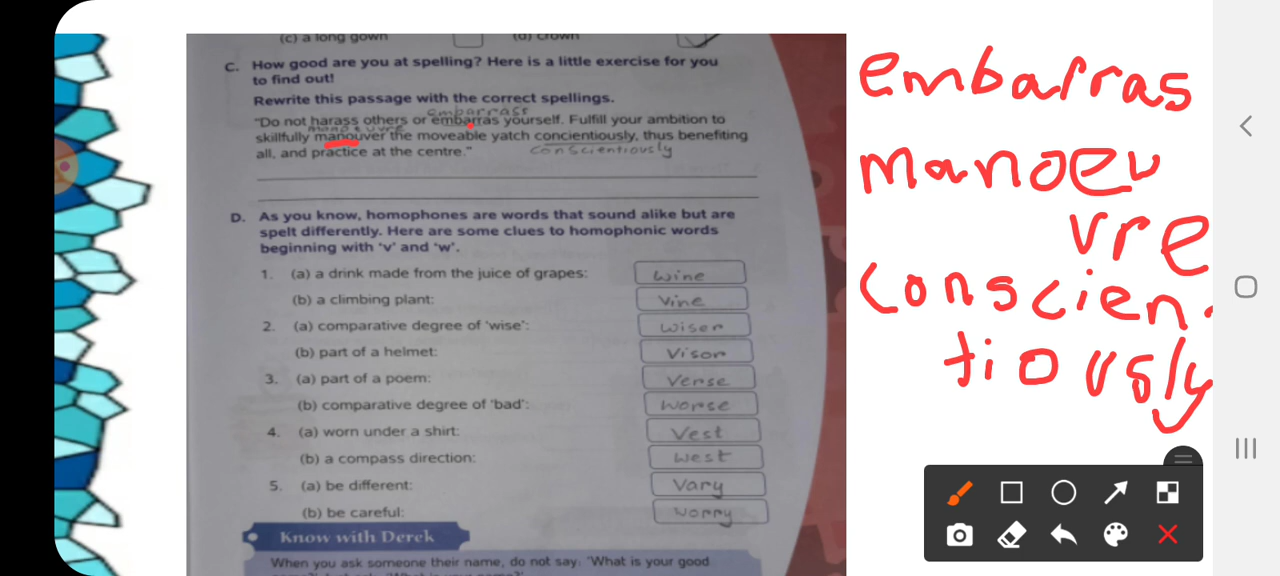 (c) a long gown (d) crown
C. How good are you at spelling? Here is a little exercise for you
to find out!
Rewrite this passage with the correct spellings.
embarrass
"Do not harass others or embarras yourself. Fulfill your ambition to
manoeuvre
skillfully manouver the moveable yatch concientiously, thus benefiting
all, and practice at the centre." conscientiously
D. As you know, homophones are words that sound alike but are
spelt differently. Here are some clues to homophonic words
beginning with 'v' and 'w'.
1. (a) a drink made from the juice of grapes: wine
(b) a climbing plant: Vine
2. (a) comparative degree of 'wise': wiser
(b) part of a helmet: Visor
3. (a) part of a poem: Verse
(b) comparative degree of 'bad': worse
4. (a) worn under a shirt: Vest
(b) a compass direction: west
5. (a) be different: Vary
(b) be careful: worry
Know with Derek
When you ask someone their name, do not say: 'What is your good
embarras
manoeu
vre
conscien-
tiously